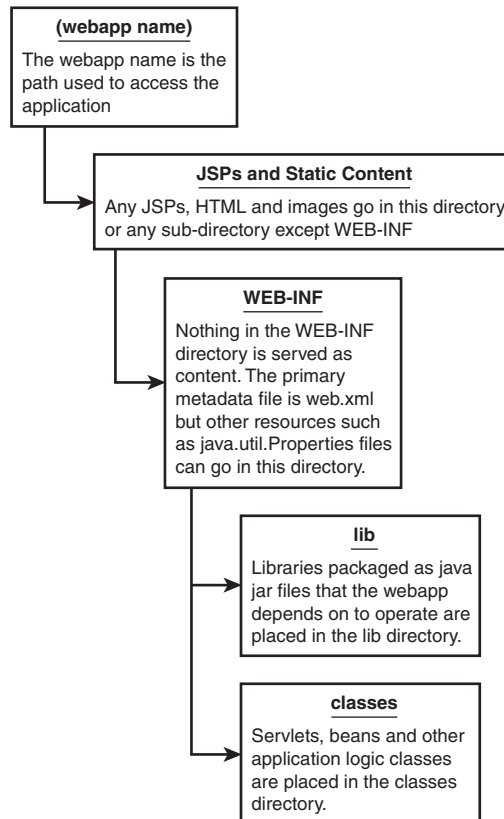 (webapp name)
The webapp name is the
path used to access the
application
JSPs and Static Content
Any JSPs, HTML and images go in this directory
or any sub-directory except WEB-INF
WEB-INF
Nothing in the WEB-INF
directory is served as
content. The primary
metadata file is web.xml
but other resources such
as java.util.Properties files
can go in this directory.
lib
Libraries packaged as java
jar files that the webapp
depends on to operate are
placed in the lib directory.
classes
Servlets, beans and other
application logic classes
are placed in the classes
directory.